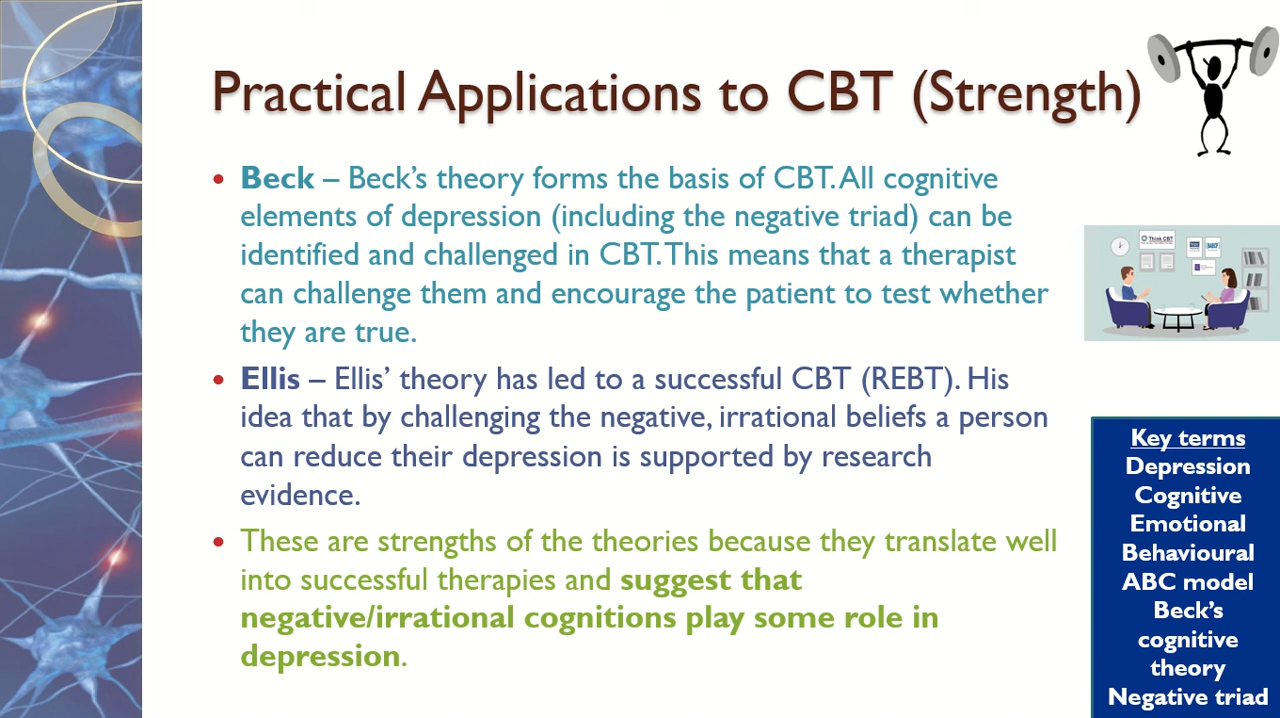 Practical Applications to CBT (Strength)
• Beck – Beck's theory forms the basis of CBT. All cognitive
elements of depression (including the negative triad) can be
identified and challenged in CBT. This means that a therapist
can challenge them and encourage the patient to test whether
they are true.
• Ellis – Ellis' theory has led to a successful CBT (REBT). His
idea that by challenging the negative, irrational beliefs a person
can reduce their depression is supported by research
evidence.
• These are strengths of the theories because they translate well
into successful therapies and suggest that
negative/irrational cognitions play some role in
depression.
Think CBT
Key terms
Depression
Cognitive
Emotional
Behavioural
ABC model
Beck's
cognitive
theory
Negative triad